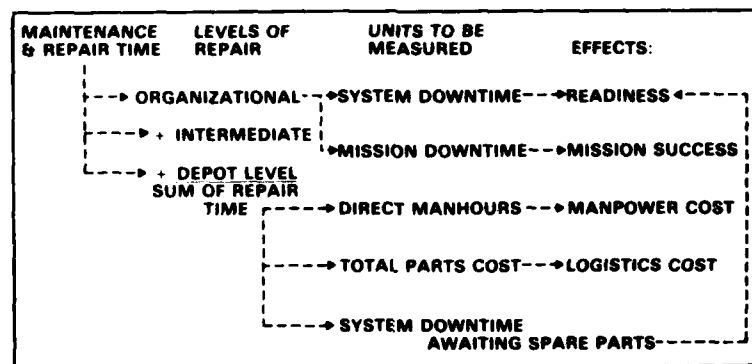 MAINTENANCE & REPAIR TIME
LEVELS OF REPAIR
UNITS TO BE MEASURED
EFFECTS:
ORGANIZATIONAL
SYSTEM DOWNTIME
READINESS
+ INTERMEDIATE
MISSION DOWNTIME
MISSION SUCCESS
+ DEPOT LEVEL
SUM OF REPAIR TIME
DIRECT MANHOURS
MANPOWER COST
TOTAL PARTS COST
LOGISTICS COST
SYSTEM DOWNTIME
AWAITING SPARE PARTS